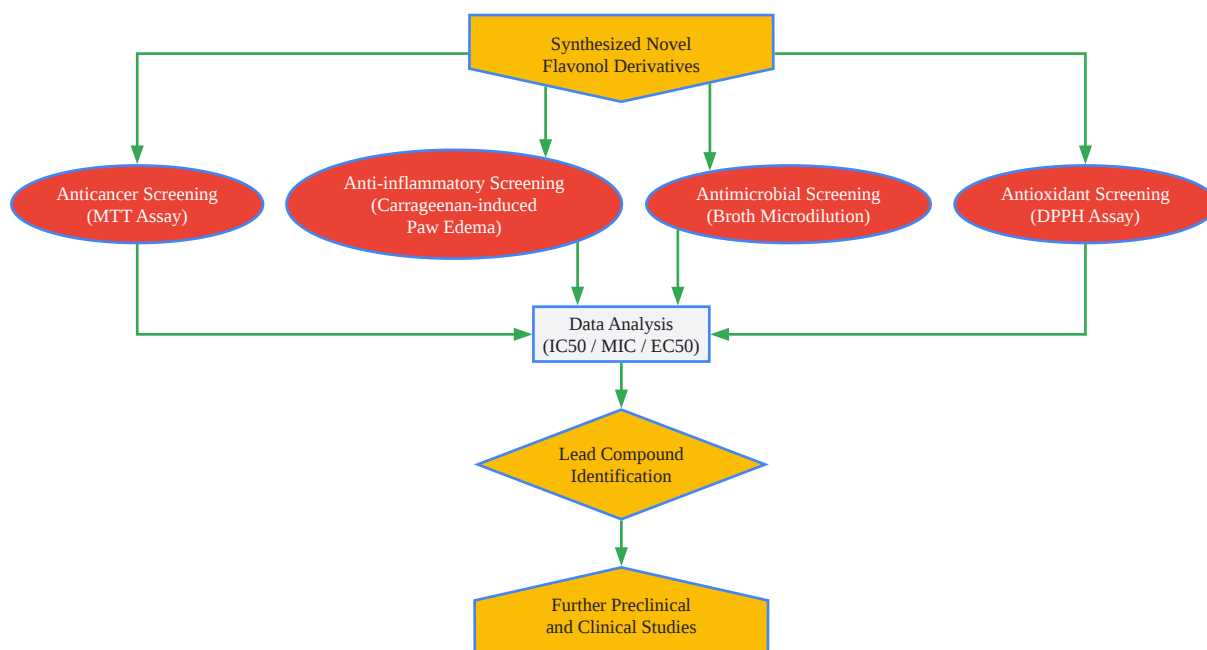 Synthesized Novel
Flavonol Derivatives
Anticancer Screening
(MTT Assay)
Anti-inflammatory Screening
(Carrageenan-induced
Paw Edema)
Antimicrobial Screening
(Broth Microdilution)
Antioxidant Screening
(DPPH Assay)
Data Analysis
(IC50 / MIC / EC50)
Lead Compound
Identification
Further Preclinical
and Clinical Studies